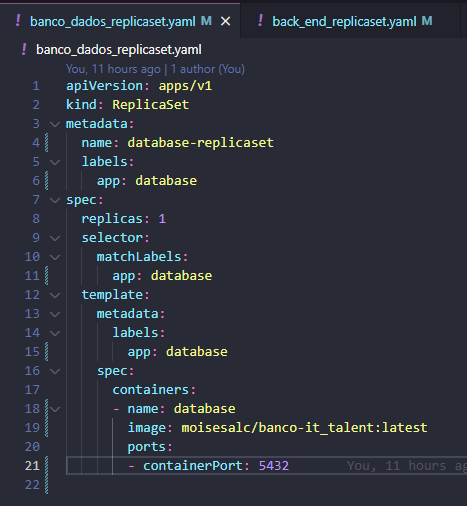 ! banco_dados_replicaset.yaml M × ! back_end_replicaset.yaml M
! banco_dados_replicaset.yaml
You, 11 hours ago | 1 author (You)
1 apiVersion: apps/v1
2 kind: ReplicaSet
3 metadata:
4 name: database-replicaset
5 labels:
6 app: database
7 spec:
8 replicas: 1
9 selector:
10 matchLabels:
11 app: database
12 template:
13 metadata:
14 labels:
15 app: database
16 spec:
17 containers:
18 - name: database
19 image: moisesalc/banco-it_talent:latest
20 ports:
21 - containerPort: 5432 You, 11 hours
22